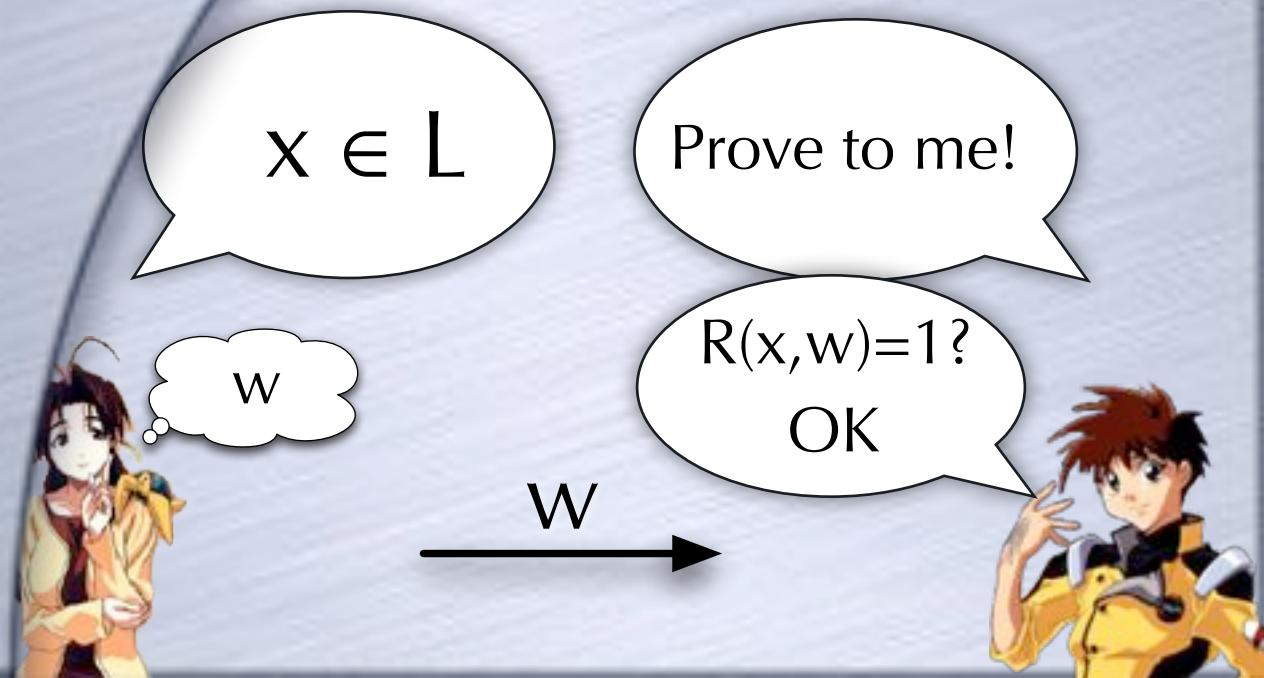 x ∈ L
Prove to me!
w
R(x,w)=1?
OK
w